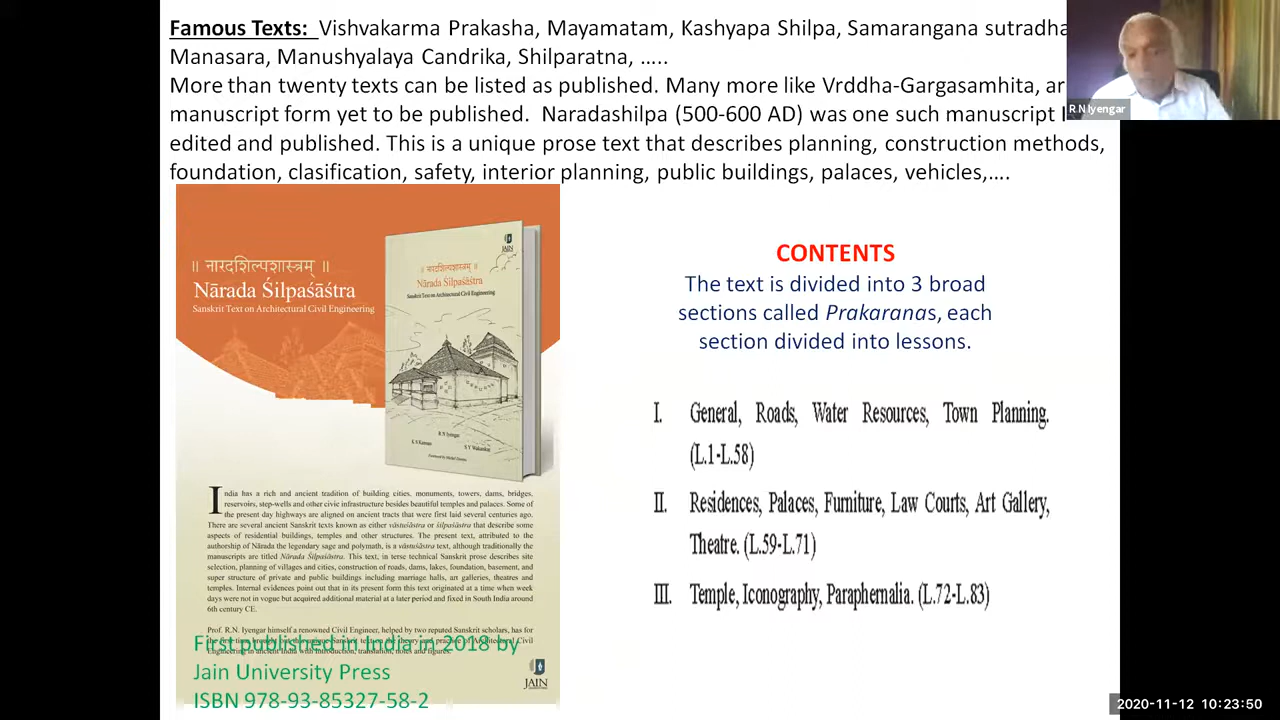 Famous Texts: Vishvakarma Prakasha, Mayamatam, Kashyapa Shilpa, Samarangana sutradha
Manasara, Manushyalaya Candrika, Shilparatna, …..
More than twenty texts can be listed as published. Many more like Vrddha-Gargasamhita, ar
manuscript form yet to be published. Naradashilpa (500-600 AD) was one such manuscript I
edited and published. This is a unique prose text that describes planning, construction methods,
foundation, clasification, safety, interior planning, public buildings, palaces, vehicles,….
R N Iyengar
॥ नारदशिल्पशास्त्रम् ॥
Nārada Śilpaśāstra
Sanskrit Text on Architectural Civil Engineering
JAIN
॥ नारदशिल्पशास्त्रम् ॥
Nārada Śilpaśāstra
Sanskrit Text on Architectural Civil Engineering
R N Iyengar
India has a rich and ancient tradition of building cities, monuments, towers, dams, bridges,
reservoirs, step-wells and other civic infrastructure besides beautiful temples and palaces. Some of
the present day highways are aligned on ancient tracts that were first laid several centuries ago.
There are several ancient Sanskrit texts known as either vāstuśāstra or śilpaśāstra that describe some
aspects of residential buildings, temples and other structures. The present text, attributed to the
authorship of Nārada the legendary sage and polymath, is a vāstuśāstra text, although traditionally the
manuscripts are titled Nārada Śilpaśāstra. This text, in terse technical Sanskrit prose describes site
selection, planning of villages and cities, construction of roads, dams, lakes, foundation, basement, and
super structure of private and public buildings including marriage halls, art galleries, theatres and
temples. Internal evidences point out that in its present form this text originated at a time when week
days were not in vogue but acquired additional material at a later period and fixed in South India around
6th century CE.
Prof. R.N. Iyengar himself a renowned Civil Engineer, helped by two reputed Sanskrit scholars, has for
First published in India in 2018 by
Jain University Press
ISBN 978-93-85327-58-2
JAIN
CONTENTS
The text is divided into 3 broad
sections called Prakaranas, each
section divided into lessons.
I. General, Roads, Water Resources, Town Planning.
(L.1-L.58)
II. Residences, Palaces, Furniture, Law Courts, Art Gallery,
Theatre. (L.59-L.71)
III. Temple, Iconography, Paraphernalia. (L.72-L.83)
2020-11-12 10:23:50